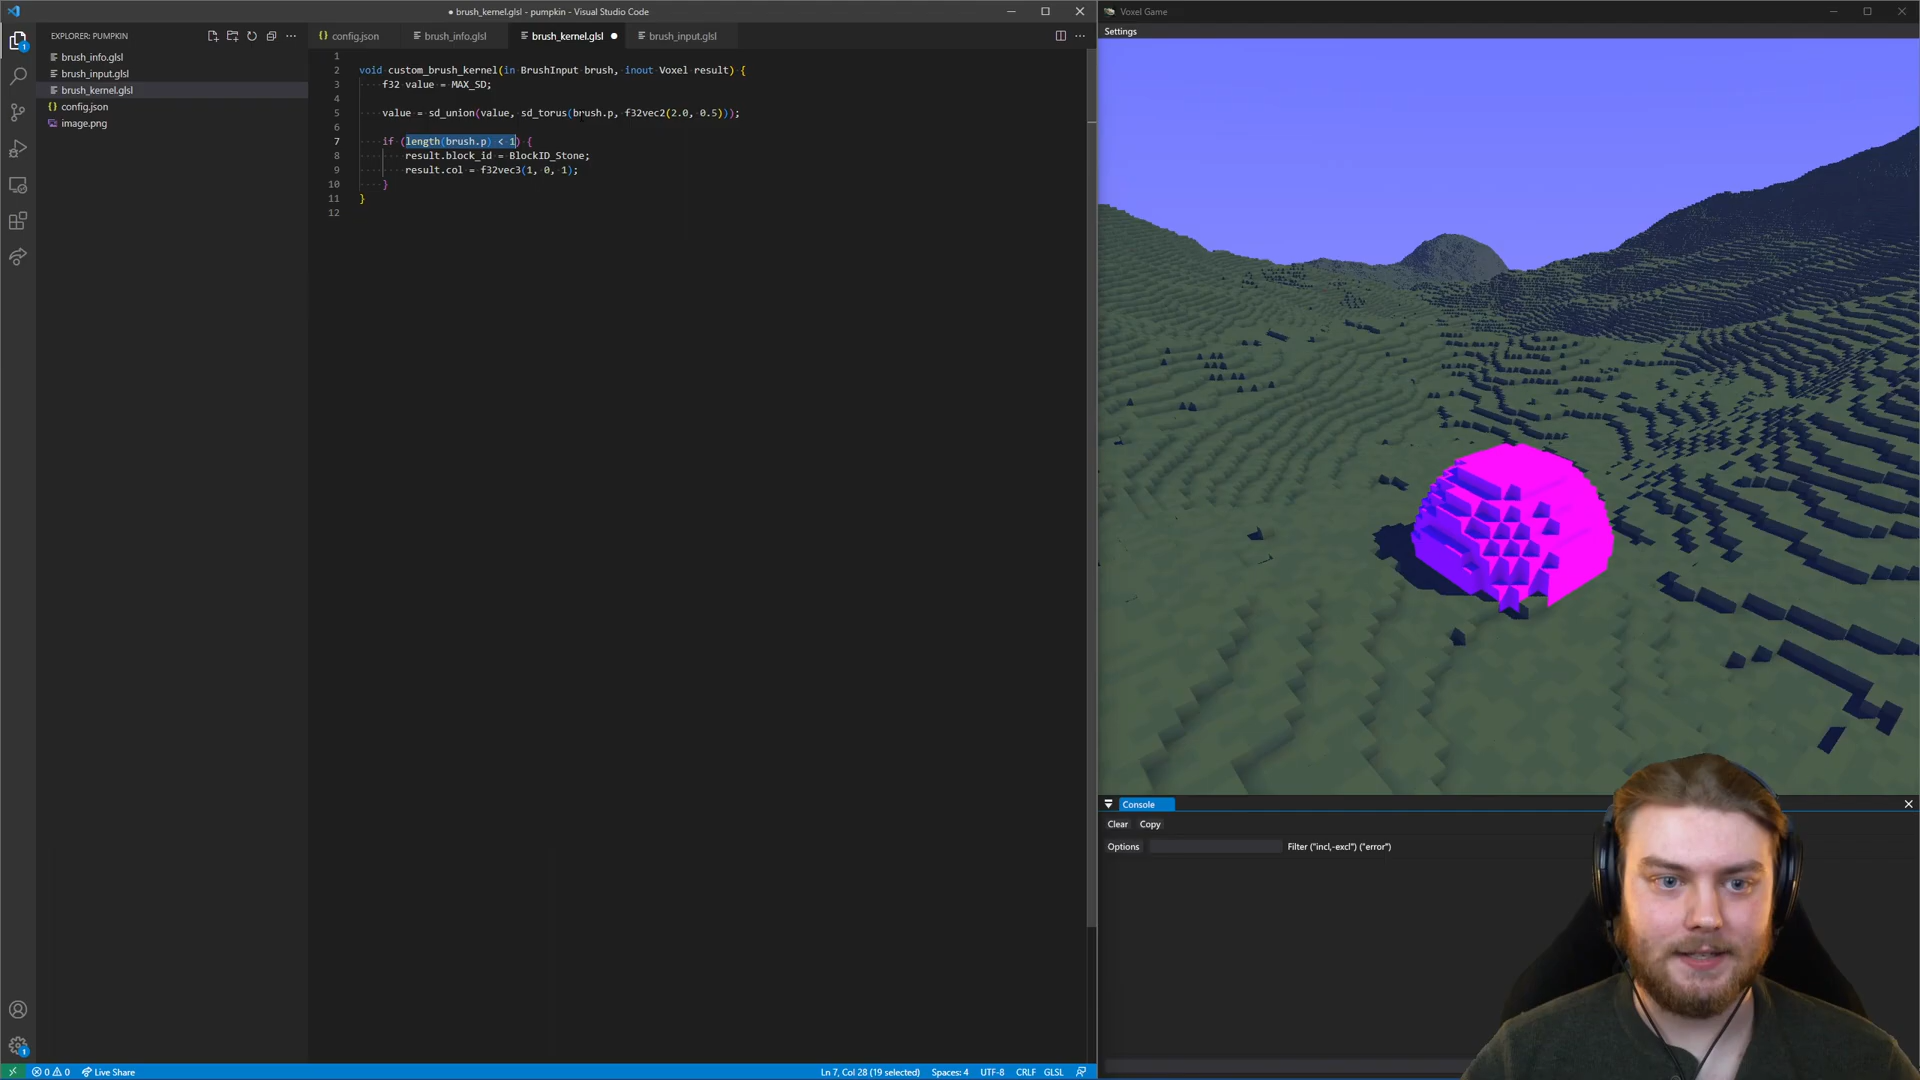 brush_kernel.glsl - pumpkin - Visual Studio Code
EXPLORER: PUMPKIN
brush_info.glsl
brush_input.glsl
brush_kernel.glsl
config.json
image.png
config.json
brush_info.glsl
brush_kernel.glsl
brush_input.glsl
1
2 void custom_brush_kernel(in BrushInput brush, inout Voxel result) {
3 f32 value = MAX_SD;
4
5 value = sd_union(value, sd_torus(brush.p, f32vec2(2.0, 0.5)));
6
7 if (length(brush.p) < 1) {
8 result.block_id = BlockID_Stone;
9 result.col = f32vec3(1, 0, 1);
10 }
11 }
12
Voxel Game
Settings
Console
Clear Copy
Options Filter ("incl,-excl") ("error")
1
1
0 0 Live Share
Ln 7, Col 28 (19 selected) Spaces: 4 UTF-8 CRLF GLSL